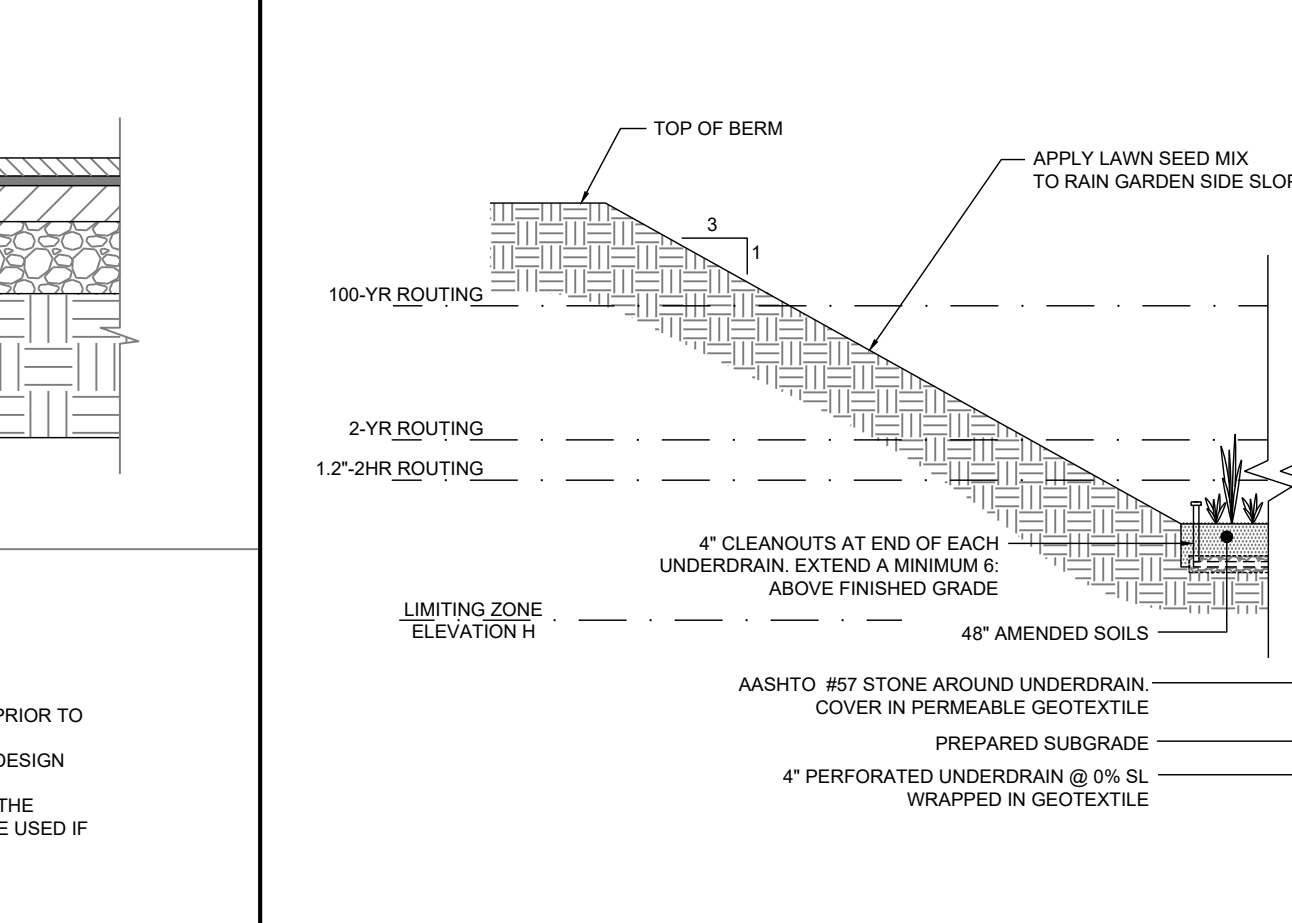 TOP OF BERM
APPLY LAWN SEED MIX
TO RAIN GARDEN SIDE
3
1
100-YR ROUTING
2-YR ROUTING
1.2"-2HR ROUTING
4" CLEANOUTS AT END OF EACH
UNDERDRAIN. EXTEND A MINIMUM 6:
ABOVE FINISHED GRADE
LIMITING ZONE
ELEVATION H
48" AMENDED SOILS
AASHTO #57 STONE AROUND UNDERDRAIN.
COVER IN PERMEABLE GEOTEXTILE
PREPARED SUBGRADE
4" PERFORATED UNDERDRAIN @ 0% SL
WRAPPED IN GEOTEXTILE
PRIOR TO
DESIGN
THE
E USED IF